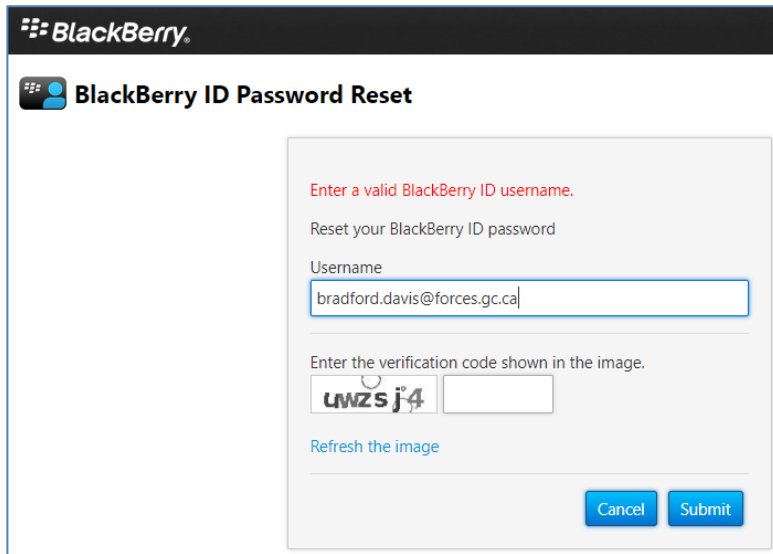 BlackBerry®
BlackBerry ID Password Reset
Enter a valid BlackBerry ID username.
Reset your BlackBerry ID password
Username
bradford.davis@forces.gc.ca
Enter the verification code shown in the image.
uwzsj4
Refresh the image
Cancel Submit